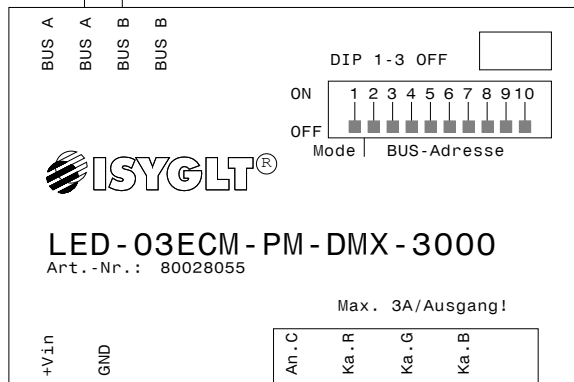 BUS A
BUS A
BUS B
BUS B
DIP 1-3 OFF
ON
1 2 3 4 5 6 7 8 9 10
OFF
Mode
BUS-Adresse
ISYGLT®
LED-03ECM-PM-DMX-3000
Art.-Nr.: 80028055
Max. 3A/Ausgang!
+Vin
GND
An.C
Ka.R
Ka.G
Ka.B